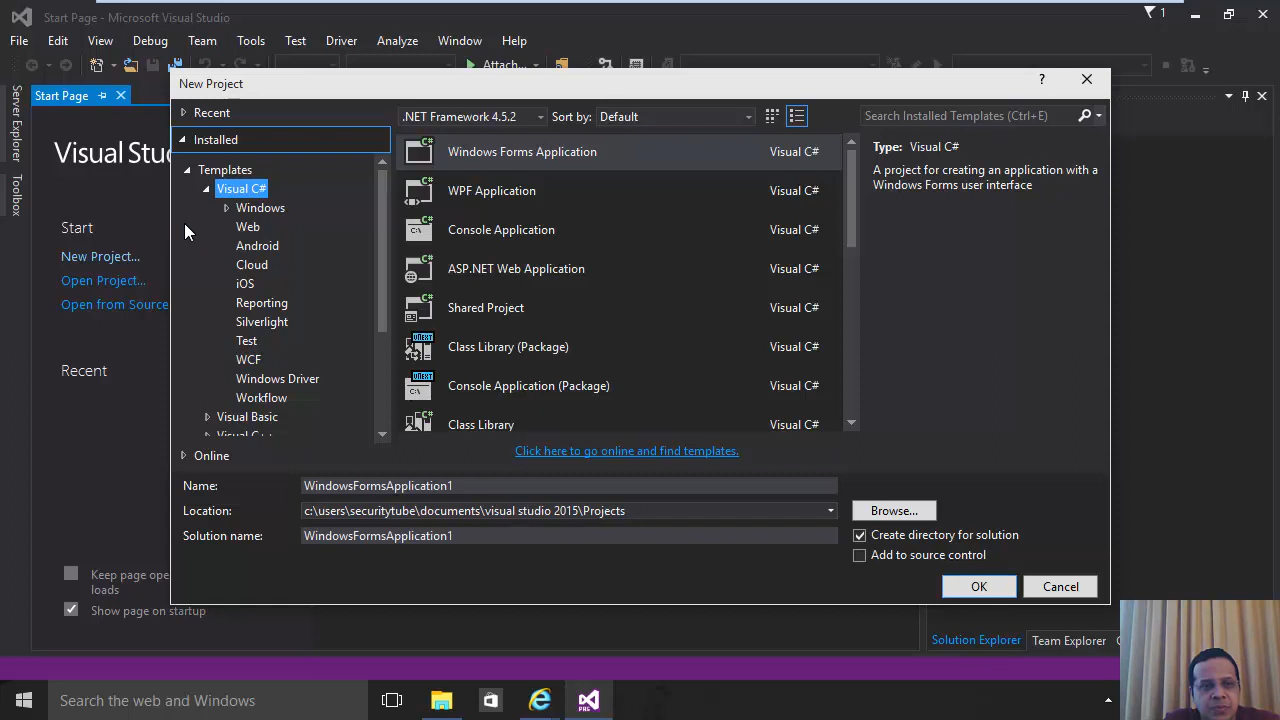 Start Page - Microsoft Visual Studio
1
File Edit View Debug Team Tools Test Driver Analyze Window Help
Attach...
Server Explorer
Toolbox
Start Page
Visual Stu
Start
New Project...
Open Project...
Open from Source
Recent
Keep page ope
loads
Show page on startup
New Project
?
Recent
Installed
Templates
Visual C#
Windows
Web
Android
Cloud
iOS
Reporting
Silverlight
Test
WCF
Windows Driver
Workflow
Visual Basic
Visual C++
Online
.NET Framework 4.5.2
Sort by: Default
Search Installed Templates (Ctrl+E)
Windows Forms Application Visual C#
WPF Application Visual C#
Console Application Visual C#
ASP.NET Web Application Visual C#
Shared Project Visual C#
Class Library (Package) Visual C#
Console Application (Package) Visual C#
Class Library Visual C#
Type: Visual C#
A project for creating an application with a
Windows Forms user interface
Click here to go online and find templates.
Name: WindowsFormsApplication1
Location: c:\users\securitytube\documents\visual studio 2015\Projects
Browse...
Solution name: WindowsFormsApplication1
Create directory for solution
Add to source control
OK Cancel
Solution Explorer Team Explorer
Search the web and Windows